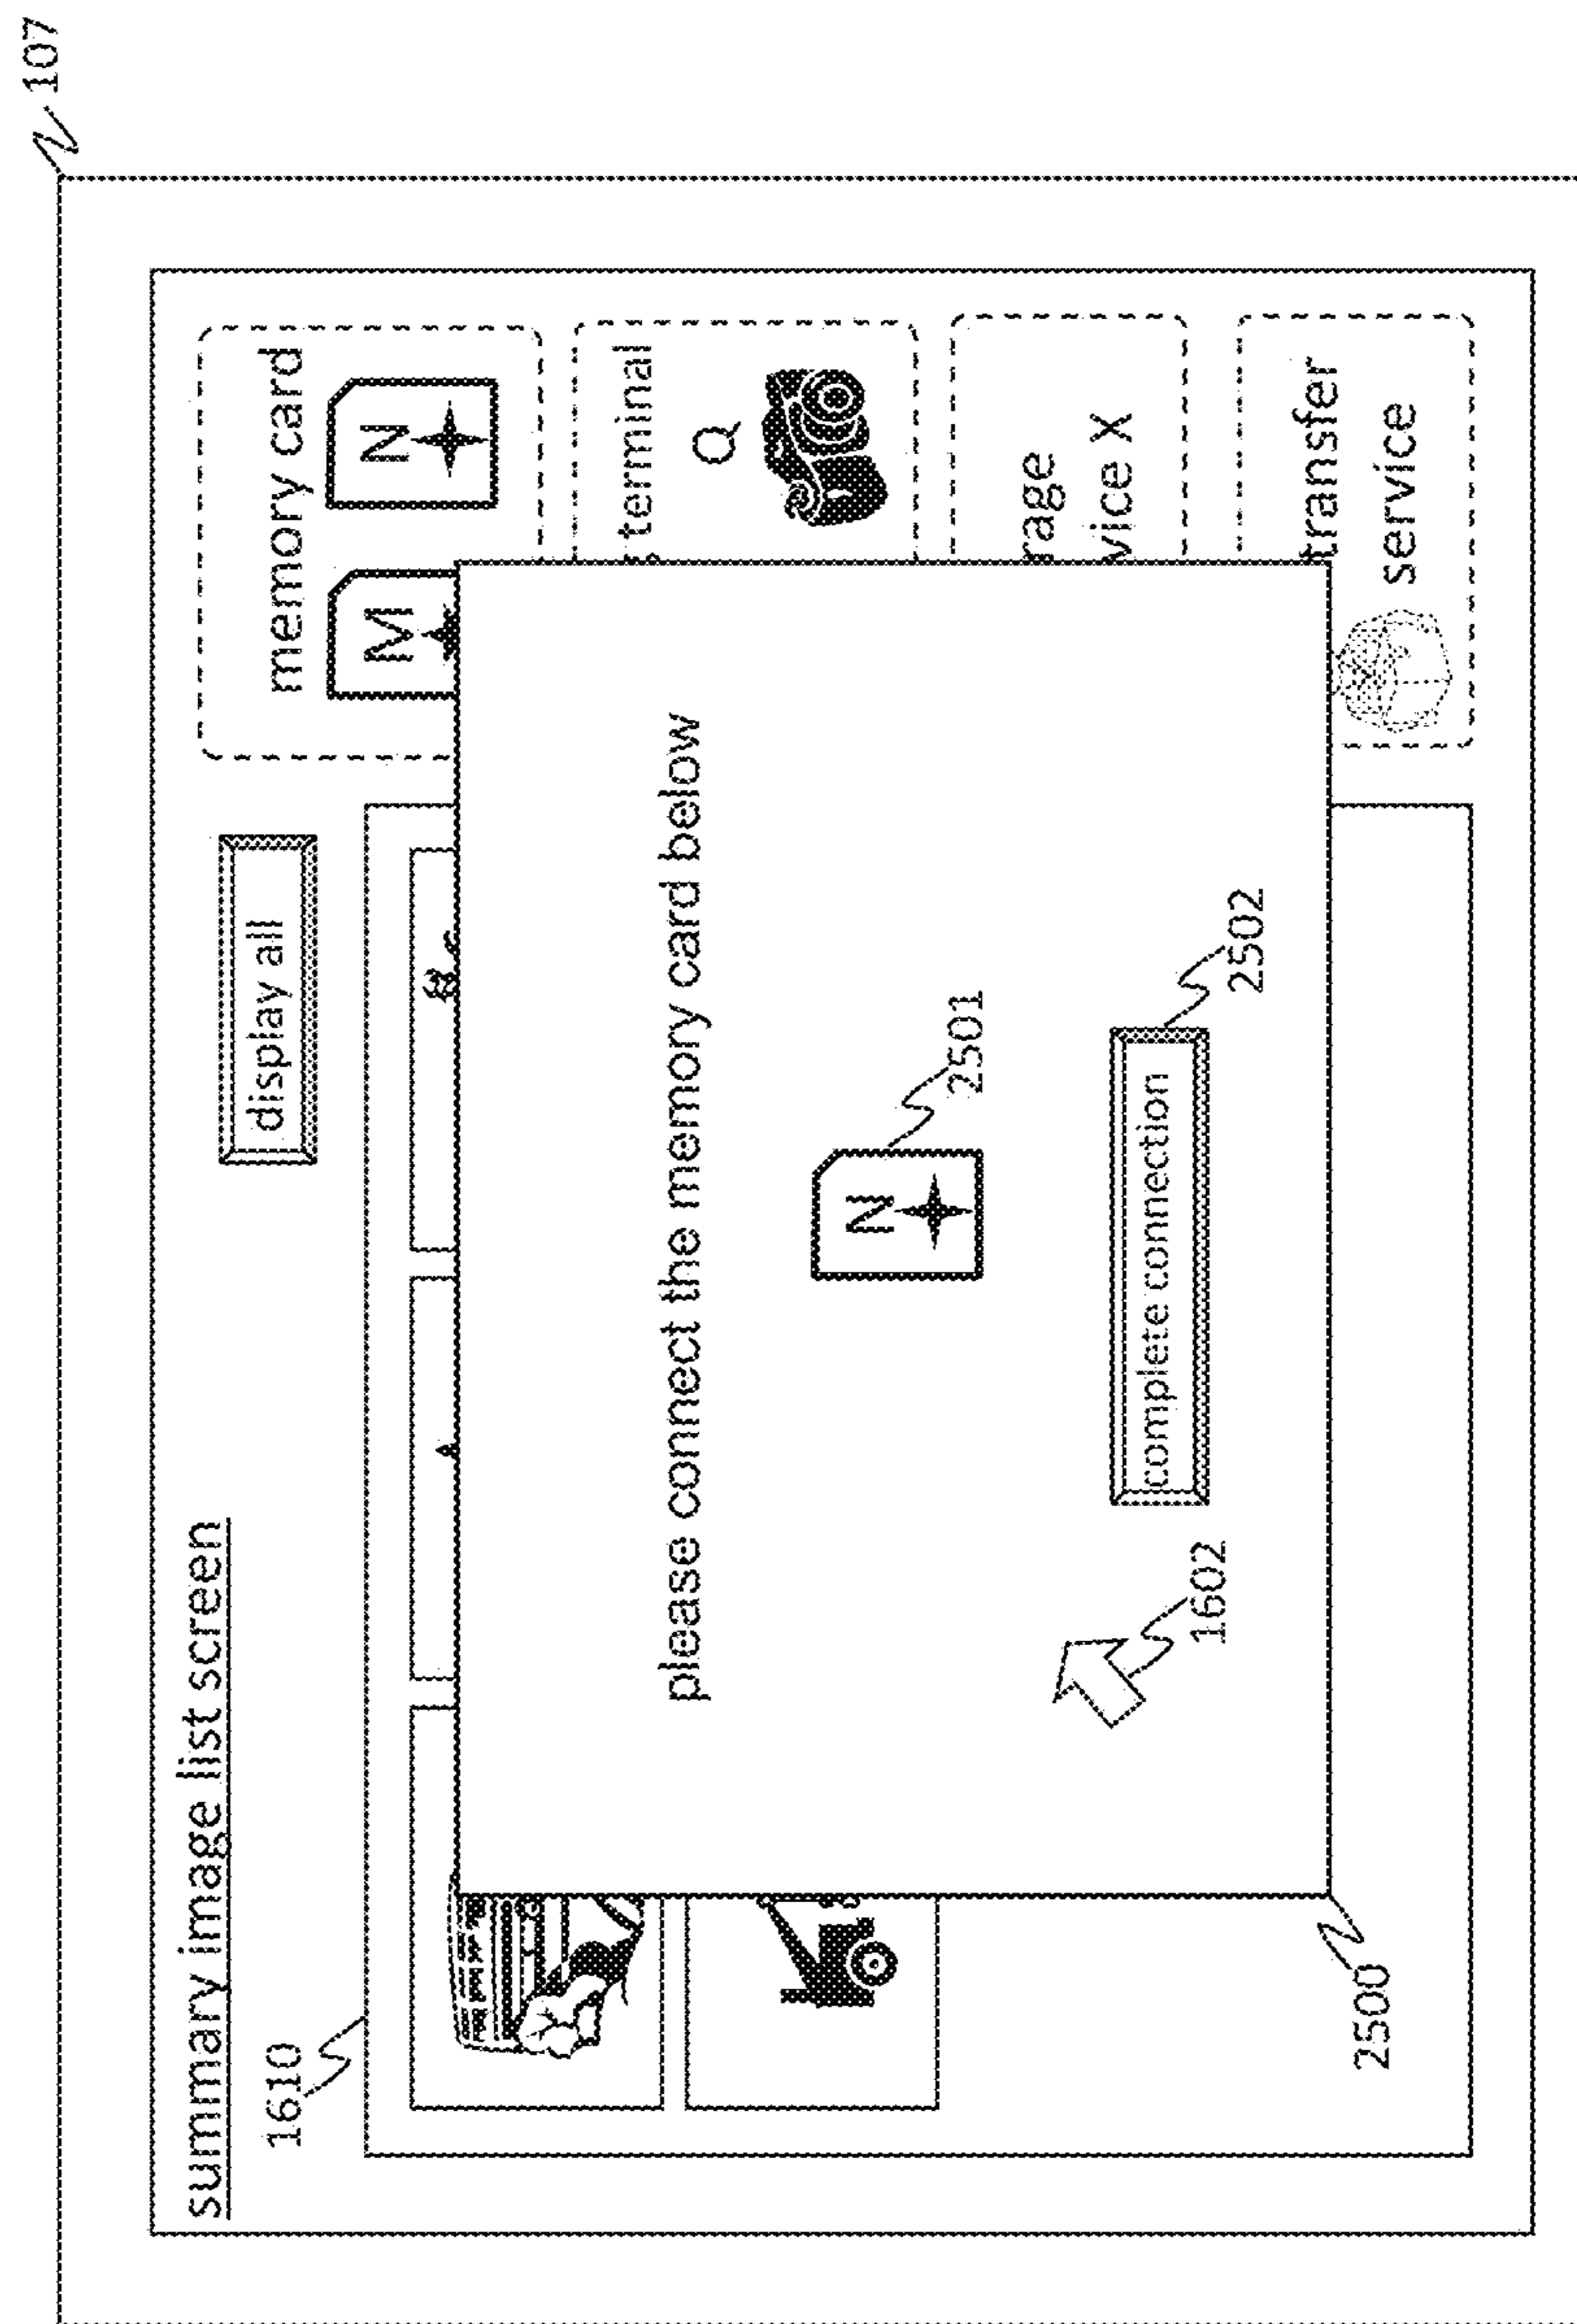 107
summary image list screen
display all
1610
memory card
M
N
terminal
Q
rage
vice X
transfer
service
please connect the memory card below
N
2501
complete connection
2502
1602
2500